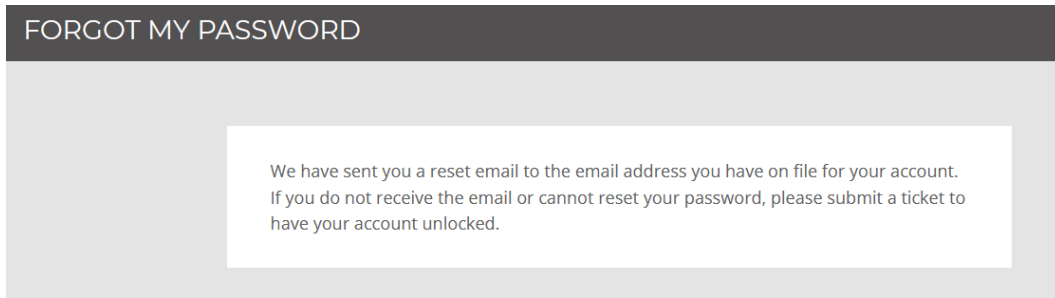 FORGOT MY PASSWORD
We have sent you a reset email to the email address you have on file for your account.
If you do not receive the email or cannot reset your password, please submit a ticket to
have your account unlocked.